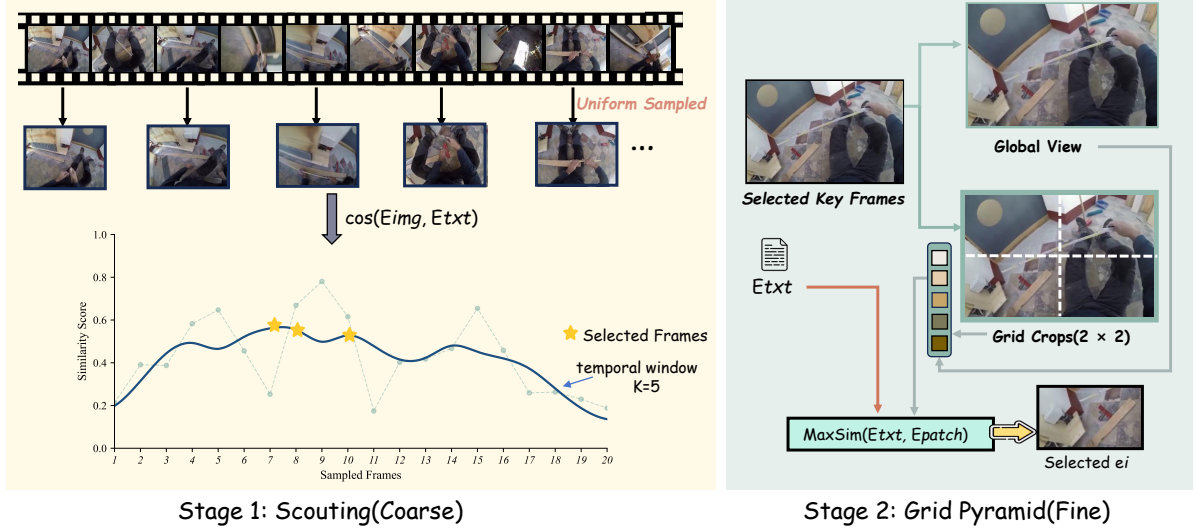 Uniform Sampled
...
cos(Eimg, Etxt)
Similarity Score
1.0
0.8
0.6
0.4
0.2
0.0
1 2 3 4 5 6 7 8 9 10 11 12 13 14 15 16 17 18 19 20
Sampled Frames
Selected Frames
temporal window
K=5
Stage 1: Scouting(Coarse)
Selected Key Frames
Global View
Etxt
Grid Crops(2 × 2)
MaxSim(Etxt, Epatch)
Selected ei
Stage 2: Grid Pyramid(Fine)